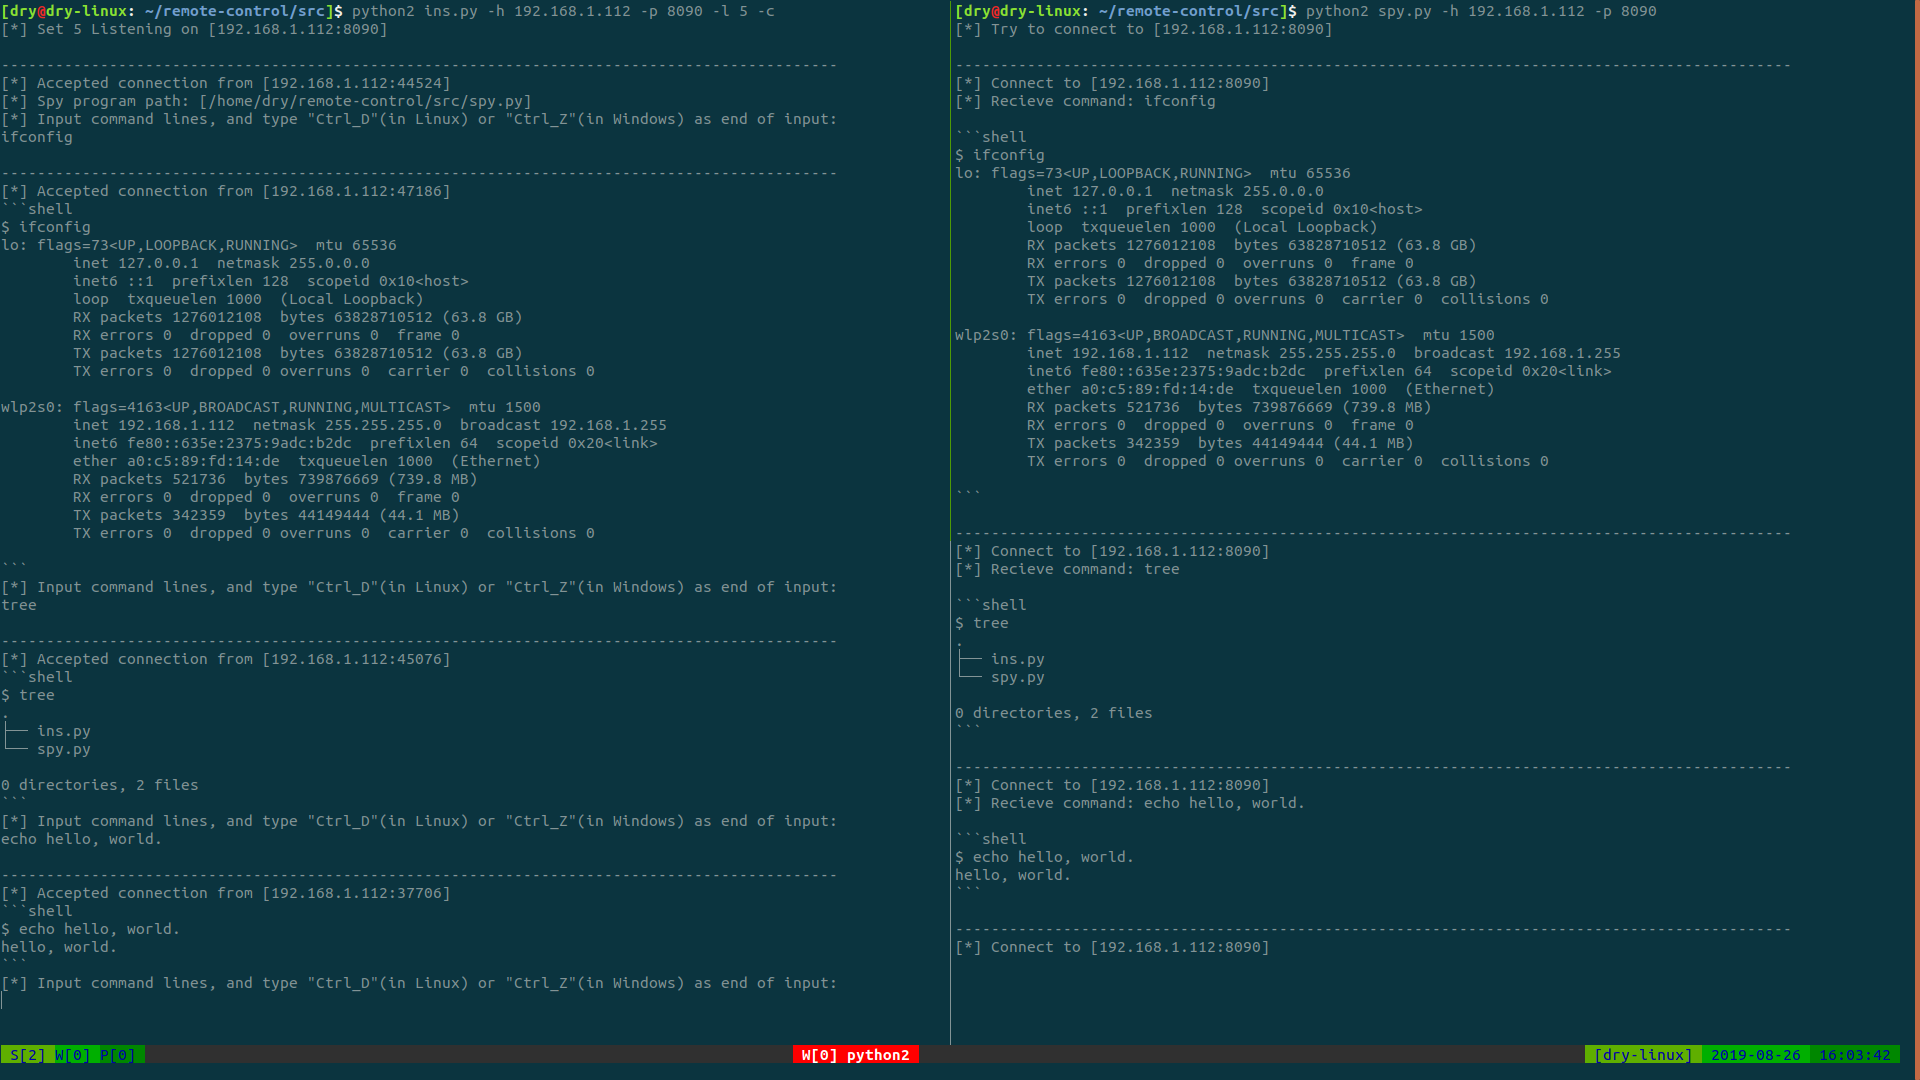 [dry@dry-linux: ~/remote-control/src]$ python2 ins.py -h 192.168.1.112 -p 8090 -l 5 -c
[*] Set 5 Listening on [192.168.1.112:8090]

---------------------------------------------------------------------------------------------
[*] Accepted connection from [192.168.1.112:44524]
[*] Spy program path: [/home/dry/remote-control/src/spy.py]
[*] Input command lines, and type "Ctrl_D"(in Linux) or "Ctrl_Z"(in Windows) as end of input:
ifconfig

---------------------------------------------------------------------------------------------
[*] Accepted connection from [192.168.1.112:47186]
```shell
$ ifconfig
lo: flags=73<UP,LOOPBACK,RUNNING>  mtu 65536
        inet 127.0.0.1  netmask 255.0.0.0
        inet6 ::1  prefixlen 128  scopeid 0x10<host>
        loop  txqueuelen 1000  (Local Loopback)
        RX packets 1276012108  bytes 63828710512 (63.8 GB)
        RX errors 0  dropped 0  overruns 0  frame 0
        TX packets 1276012108  bytes 63828710512 (63.8 GB)
        TX errors 0  dropped 0 overruns 0  carrier 0  collisions 0

wlp2s0: flags=4163<UP,BROADCAST,RUNNING,MULTICAST>  mtu 1500
        inet 192.168.1.112  netmask 255.255.255.0  broadcast 192.168.1.255
        inet6 fe80::635e:2375:9adc:b2dc  prefixlen 64  scopeid 0x20<link>
        ether a0:c5:89:fd:14:de  txqueuelen 1000  (Ethernet)
        RX packets 521736  bytes 739876669 (739.8 MB)
        RX errors 0  dropped 0  overruns 0  frame 0
        TX packets 342359  bytes 44149444 (44.1 MB)
        TX errors 0  dropped 0 overruns 0  carrier 0  collisions 0

```
[*] Input command lines, and type "Ctrl_D"(in Linux) or "Ctrl_Z"(in Windows) as end of input:
tree

---------------------------------------------------------------------------------------------
[*] Accepted connection from [192.168.1.112:45076]
```shell
$ tree
.
├── ins.py
└── spy.py

0 directories, 2 files
```
[*] Input command lines, and type "Ctrl_D"(in Linux) or "Ctrl_Z"(in Windows) as end of input:
echo hello, world.

---------------------------------------------------------------------------------------------
[*] Accepted connection from [192.168.1.112:37706]
```shell
$ echo hello, world.
hello, world.
```
[*] Input command lines, and type "Ctrl_D"(in Linux) or "Ctrl_Z"(in Windows) as end of input:

[dry@dry-linux: ~/remote-control/src]$ python2 spy.py -h 192.168.1.112 -p 8090
[*] Try to connect to [192.168.1.112:8090]

---------------------------------------------------------------------------------------------
[*] Connect to [192.168.1.112:8090]
[*] Recieve command: ifconfig

```shell
$ ifconfig
lo: flags=73<UP,LOOPBACK,RUNNING>  mtu 65536
        inet 127.0.0.1  netmask 255.0.0.0
        inet6 ::1  prefixlen 128  scopeid 0x10<host>
        loop  txqueuelen 1000  (Local Loopback)
        RX packets 1276012108  bytes 63828710512 (63.8 GB)
        RX errors 0  dropped 0  overruns 0  frame 0
        TX packets 1276012108  bytes 63828710512 (63.8 GB)
        TX errors 0  dropped 0 overruns 0  carrier 0  collisions 0

wlp2s0: flags=4163<UP,BROADCAST,RUNNING,MULTICAST>  mtu 1500
        inet 192.168.1.112  netmask 255.255.255.0  broadcast 192.168.1.255
        inet6 fe80::635e:2375:9adc:b2dc  prefixlen 64  scopeid 0x20<link>
        ether a0:c5:89:fd:14:de  txqueuelen 1000  (Ethernet)
        RX packets 521736  bytes 739876669 (739.8 MB)
        RX errors 0  dropped 0  overruns 0  frame 0
        TX packets 342359  bytes 44149444 (44.1 MB)
        TX errors 0  dropped 0 overruns 0  carrier 0  collisions 0

```

---------------------------------------------------------------------------------------------
[*] Connect to [192.168.1.112:8090]
[*] Recieve command: tree

```shell
$ tree
.
├── ins.py
└── spy.py

0 directories, 2 files
```

---------------------------------------------------------------------------------------------
[*] Connect to [192.168.1.112:8090]
[*] Recieve command: echo hello, world.

```shell
$ echo hello, world.
hello, world.
```

---------------------------------------------------------------------------------------------
[*] Connect to [192.168.1.112:8090]

S[2] W[0] P[0] W[0] python2 [dry-linux] 2019-08-26 16:03:42